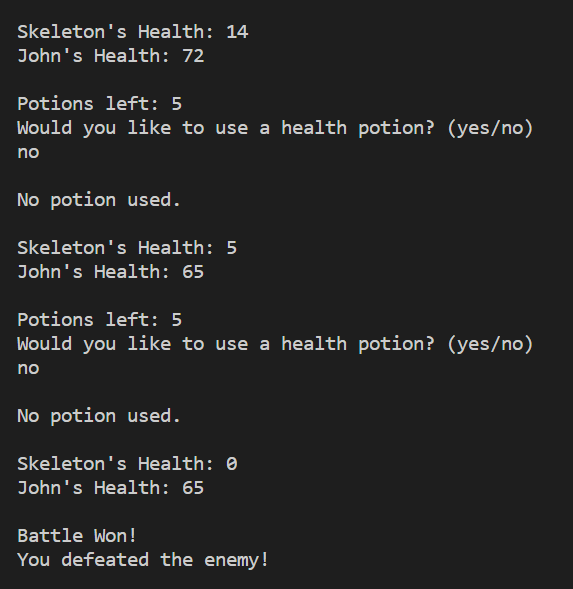 Skeleton's Health: 14
John's Health: 72
Potions left: 5
Would you like to use a health potion? (yes/no)
no
No potion used.
Skeleton's Health: 5
John's Health: 65
Potions left: 5
Would you like to use a health potion? (yes/no)
no
No potion used.
Skeleton's Health: 0
John's Health: 65
Battle Won!
You defeated the enemy!